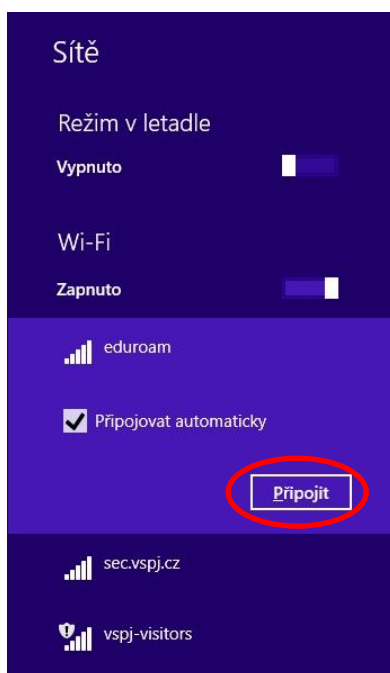 Sítě
Režim v letadle
Vypnuto
Wi-Fi
Zapnuto
eduroam
Připojovat automaticky
Připojit
sec.vspj.cz
vspj-visitors